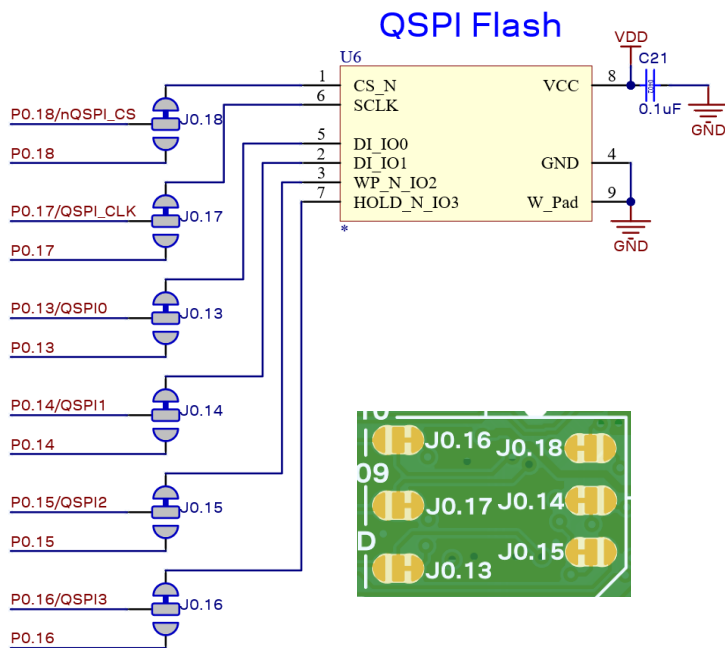 QSPI Flash
U6
VDD
C21
0.1uF
GND
1 CS_N VCC 8
6 SCLK
5 DI_IO0
2 DI_IO1 GND 4
3 WP_N_IO2
7 HOLD_N_IO3 W_Pad 9
*
GND
P0.18/nQSPI_CS J0.18
P0.18
P0.17/QSPI_CLK J0.17
P0.17
P0.13/QSPI0 J0.13
P0.13
P0.14/QSPI1 J0.14
P0.14
P0.15/QSPI2 J0.15
P0.15
P0.16/QSPI3 J0.16
P0.16
J0.16 J0.18
09
J0.17 J0.14
D J0.15
J0.13